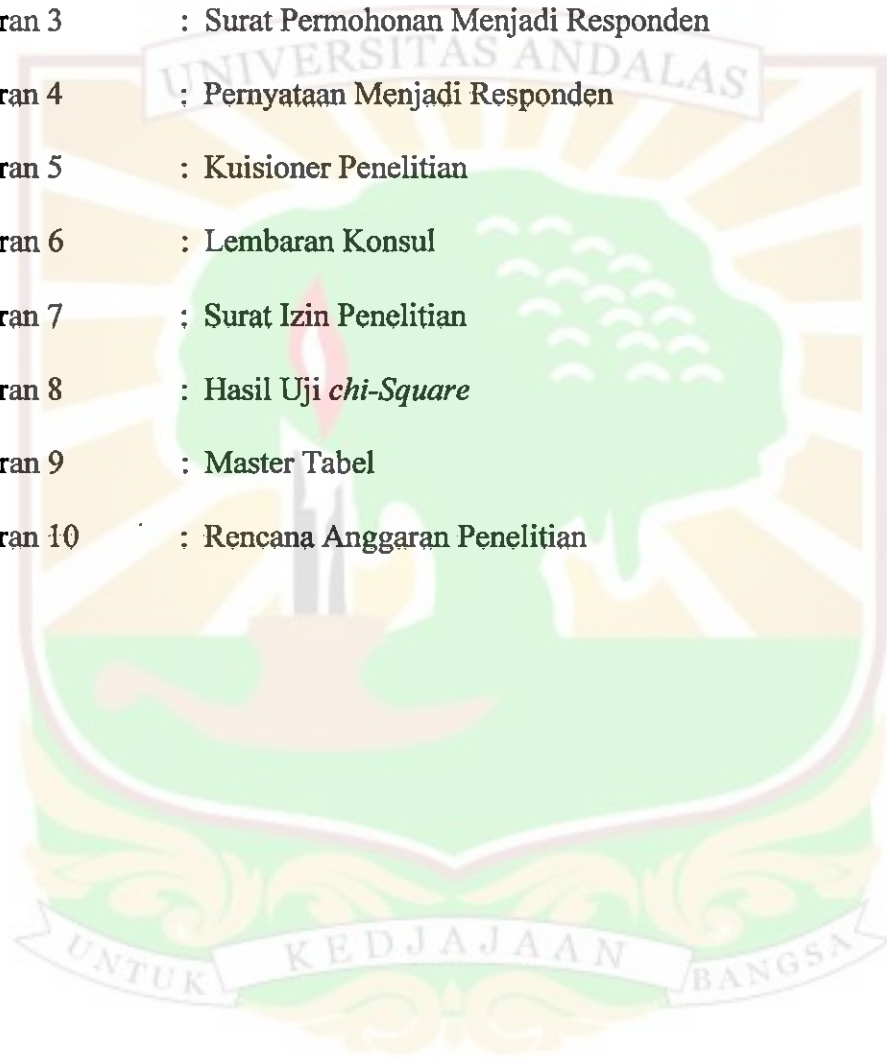 ran 3 : Surat Permohonan Menjadi Responden
UNIVERSITAS ANDALAS
ran 4 : Pernyataan Menjadi Responden
ran 5 : Kuisioner Penelitian
ran 6 : Lembaran Konsul
ran 7 : Surat Izin Penelitian
ran 8 : Hasil Uji chi-Square
ran 9 : Master Tabel
ran 10 : Rencana Anggaran Penelitian
UNTUK KEDJAJAAN BANGSA